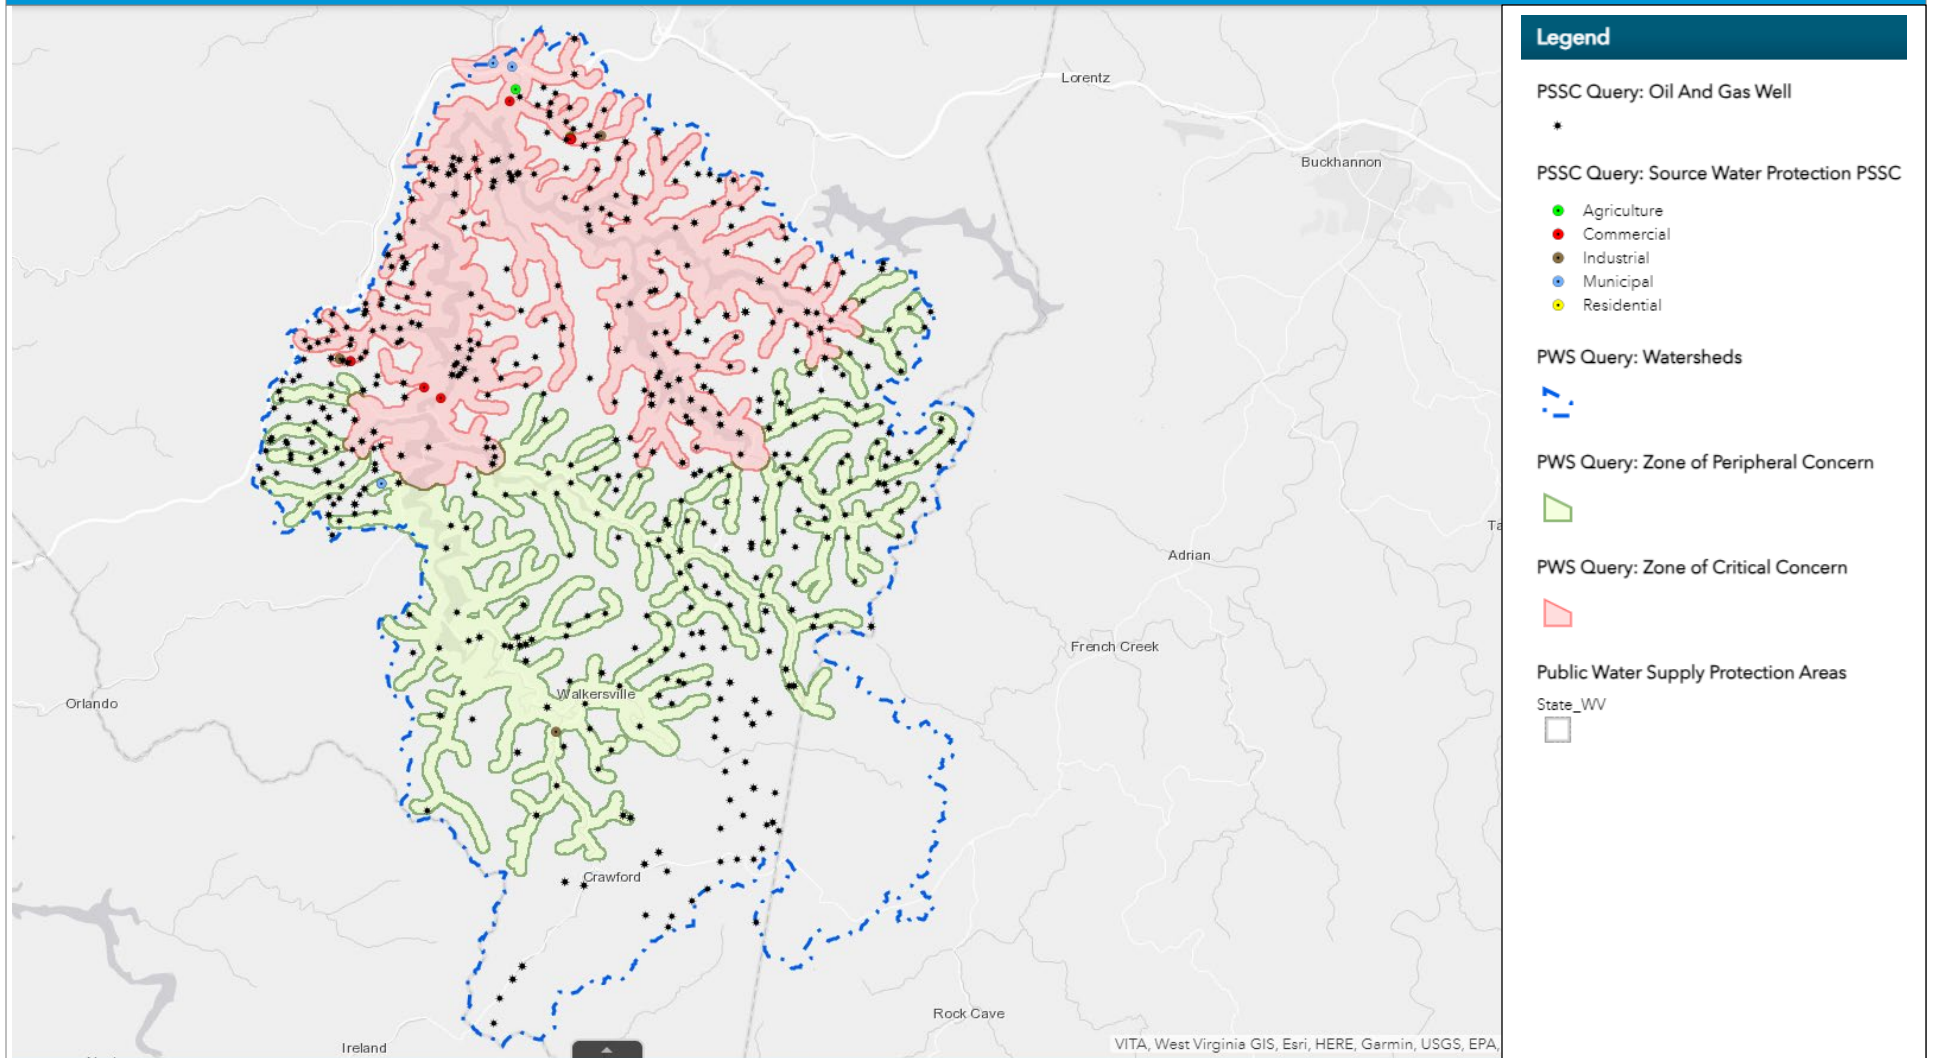 Lorentz
Buckhannon
Adrian
French Creek
Orlando
Walkersville
Crawford
Rock Cave
Ireland
VITA, West Virginia GIS, Esri, HERE, Garmin, USGS, EPA,
Legend
PSSC Query: Oil And Gas Well
PSSC Query: Source Water Protection PSSC
Agriculture
Commercial
Industrial
Municipal
Residential
PWS Query: Watersheds
PWS Query: Zone of Peripheral Concern
PWS Query: Zone of Critical Concern
Public Water Supply Protection Areas
State_WV